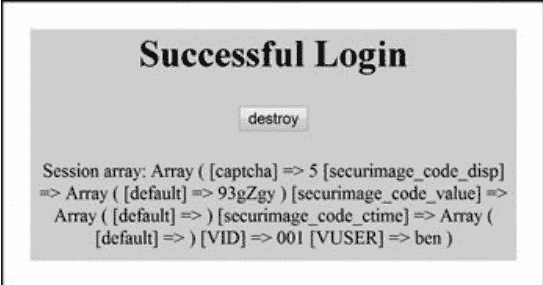 Successful Login
destroy
Session array: Array ( [captcha] => 5 [securimage_code_disp]
=> Array ( [default] => 93gZgy ) [securimage_code_value] =>
Array ( [default] => ) [securimage_code_ctime] => Array (
[default] => ) [VID] => 001 [VUSER] => ben )